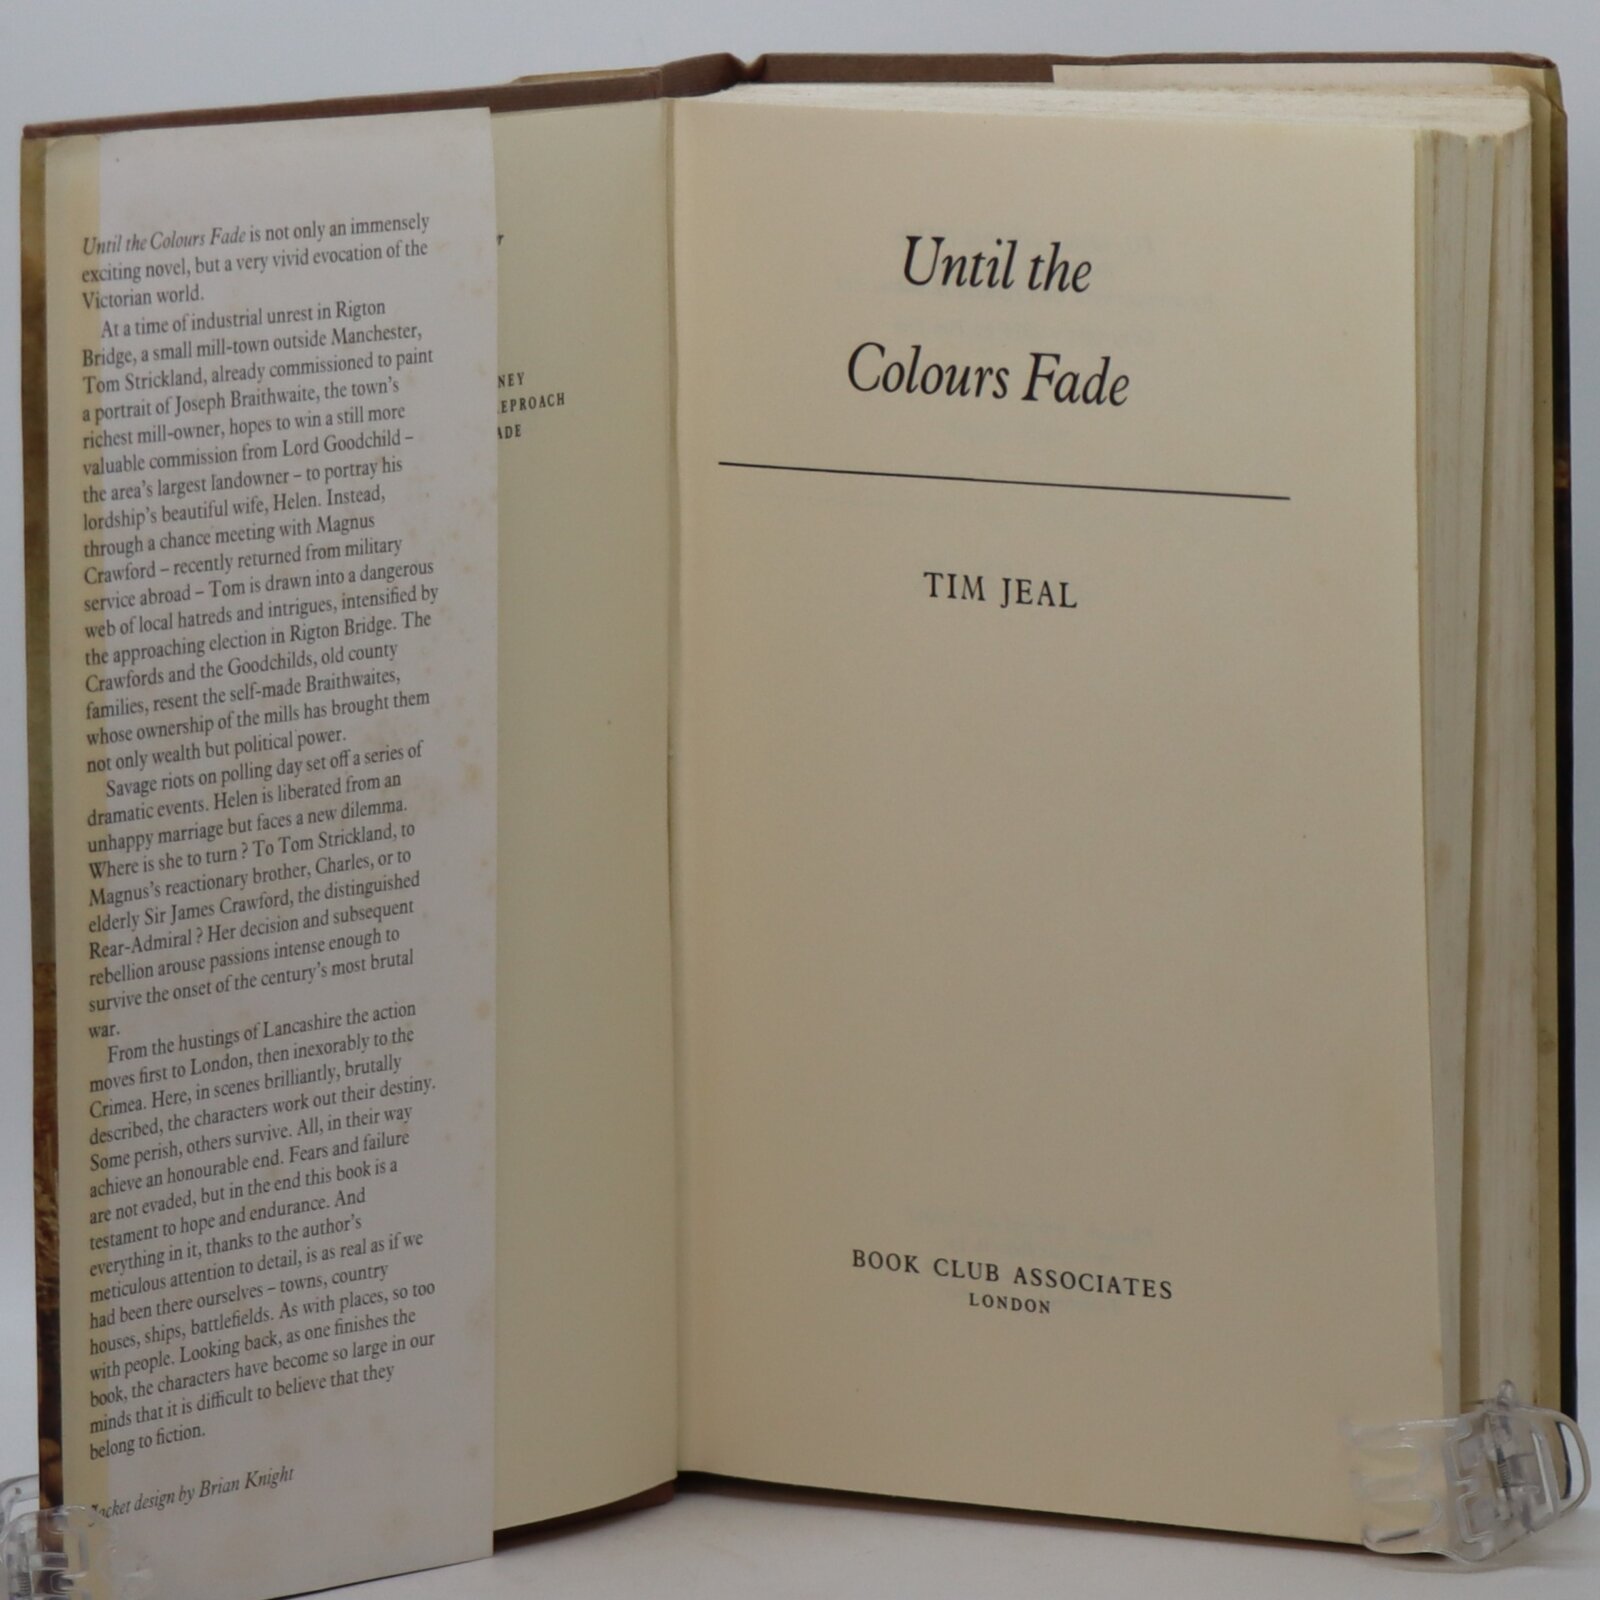 Until the Colours Fade is not only an immensely
exciting novel, but a very vivid evocation of the
Victorian world.
At a time of industrial unrest in Rigton
Bridge, a small mill-town outside Manchester,
Tom Strickland, already commissioned to paint
a portrait of Joseph Braithwaite, the town's
richest mill-owner, hopes to win a still more
valuable commission from Lord Goodchild –
the area's largest landowner – to portray his
lordship's beautiful wife, Helen. Instead,
through a chance meeting with Magnus
Crawford – recently returned from military
service abroad – Tom is drawn into a dangerous
web of local hatreds and intrigues, intensified by
the approaching election in Rigton Bridge. The
Crawfords and the Goodchilds, old county
families, resent the self-made Braithwaites,
whose ownership of the mills has brought them
not only wealth but political power.
Savage riots on polling day set off a series of
dramatic events. Helen is liberated from an
unhappy marriage but faces a new dilemma.
Where is she to turn? To Tom Strickland, to
Magnus's reactionary brother, Charles, or to
elderly Sir James Crawford, the distinguished
Rear-Admiral? Her decision and subsequent
rebellion arouse passions intense enough to
survive the onset of the century's most brutal
war.
From the hustings of Lancashire the action
moves first to London, then inexorably to the
Crimea. Here, in scenes brilliantly, brutally
described, the characters work out their destiny.
Some perish, others survive. All, in their way
achieve an honourable end. Fears and failure
are not evaded, but in the end this book is a
testament to hope and endurance. And
everything in it, thanks to the author's
meticulous attention to detail, is as real as if we
had been there ourselves – towns, country
houses, ships, battlefields. As with places, so too
with people. Looking back, as one finishes the
book, the characters have become so large in our
minds that it is difficult to believe that they
belong to fiction.
Jacket design by Brian Knight
r
NEY
EPROACH
ADE
Until the
Colours Fade
TIM JEAL
BOOK CLUB ASSOCIATES
LONDON